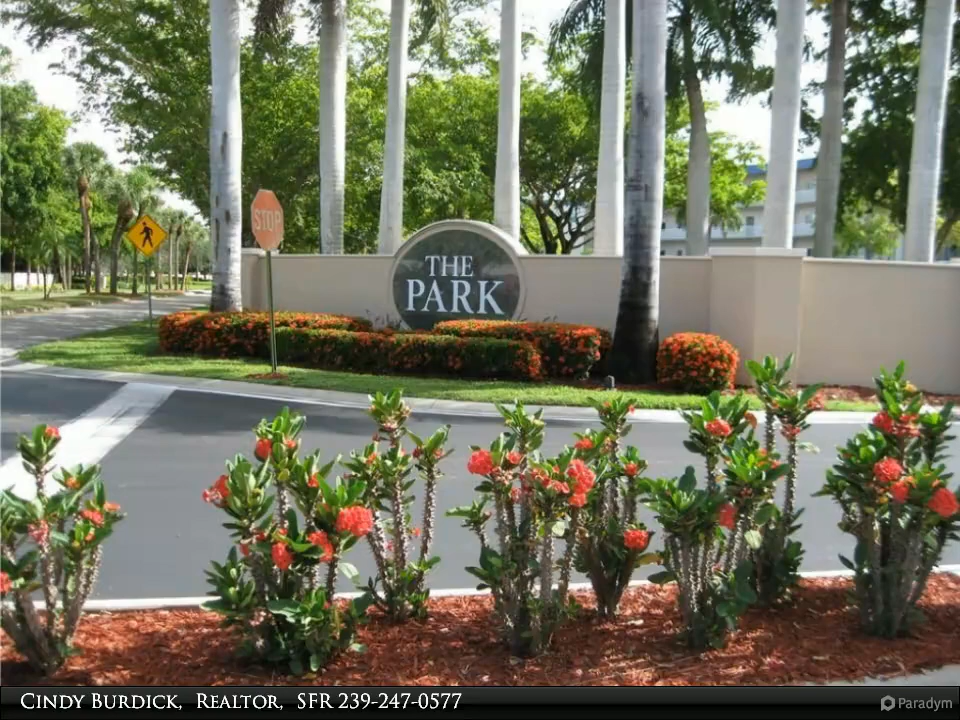 STOP
THE
PARK
Cindy Burdick, Realtor, SFR 239-247-0577
Paradym